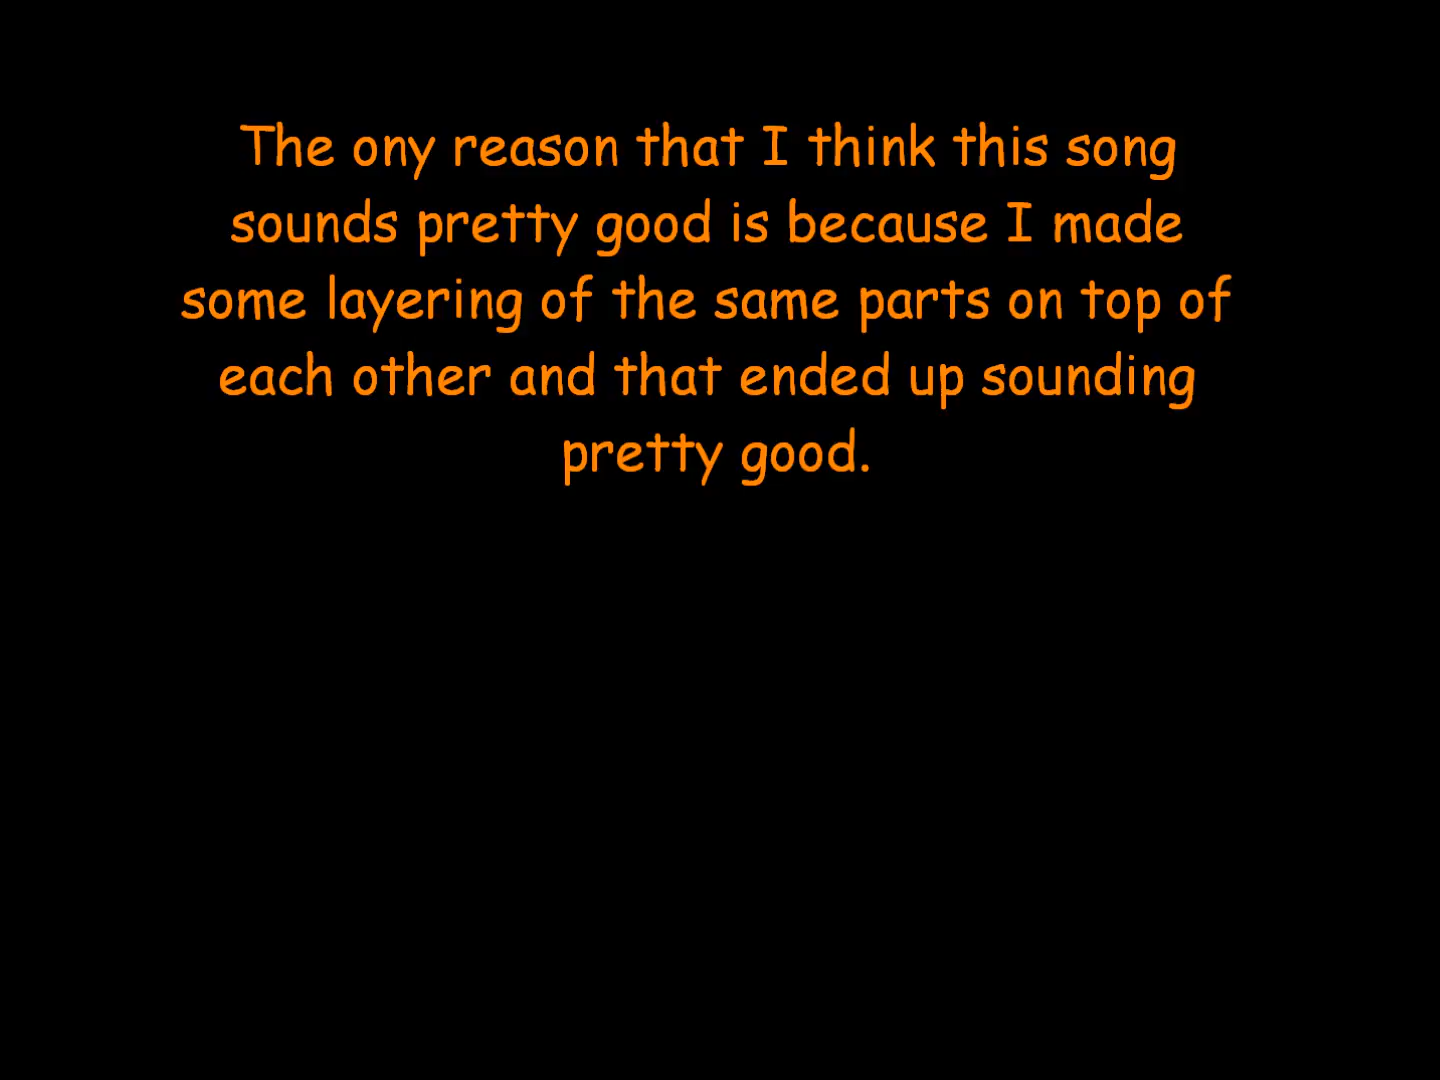 The ony reason that I think this song
sounds pretty good is because I made
some layering of the same parts on top of
each other and that ended up sounding
pretty good.